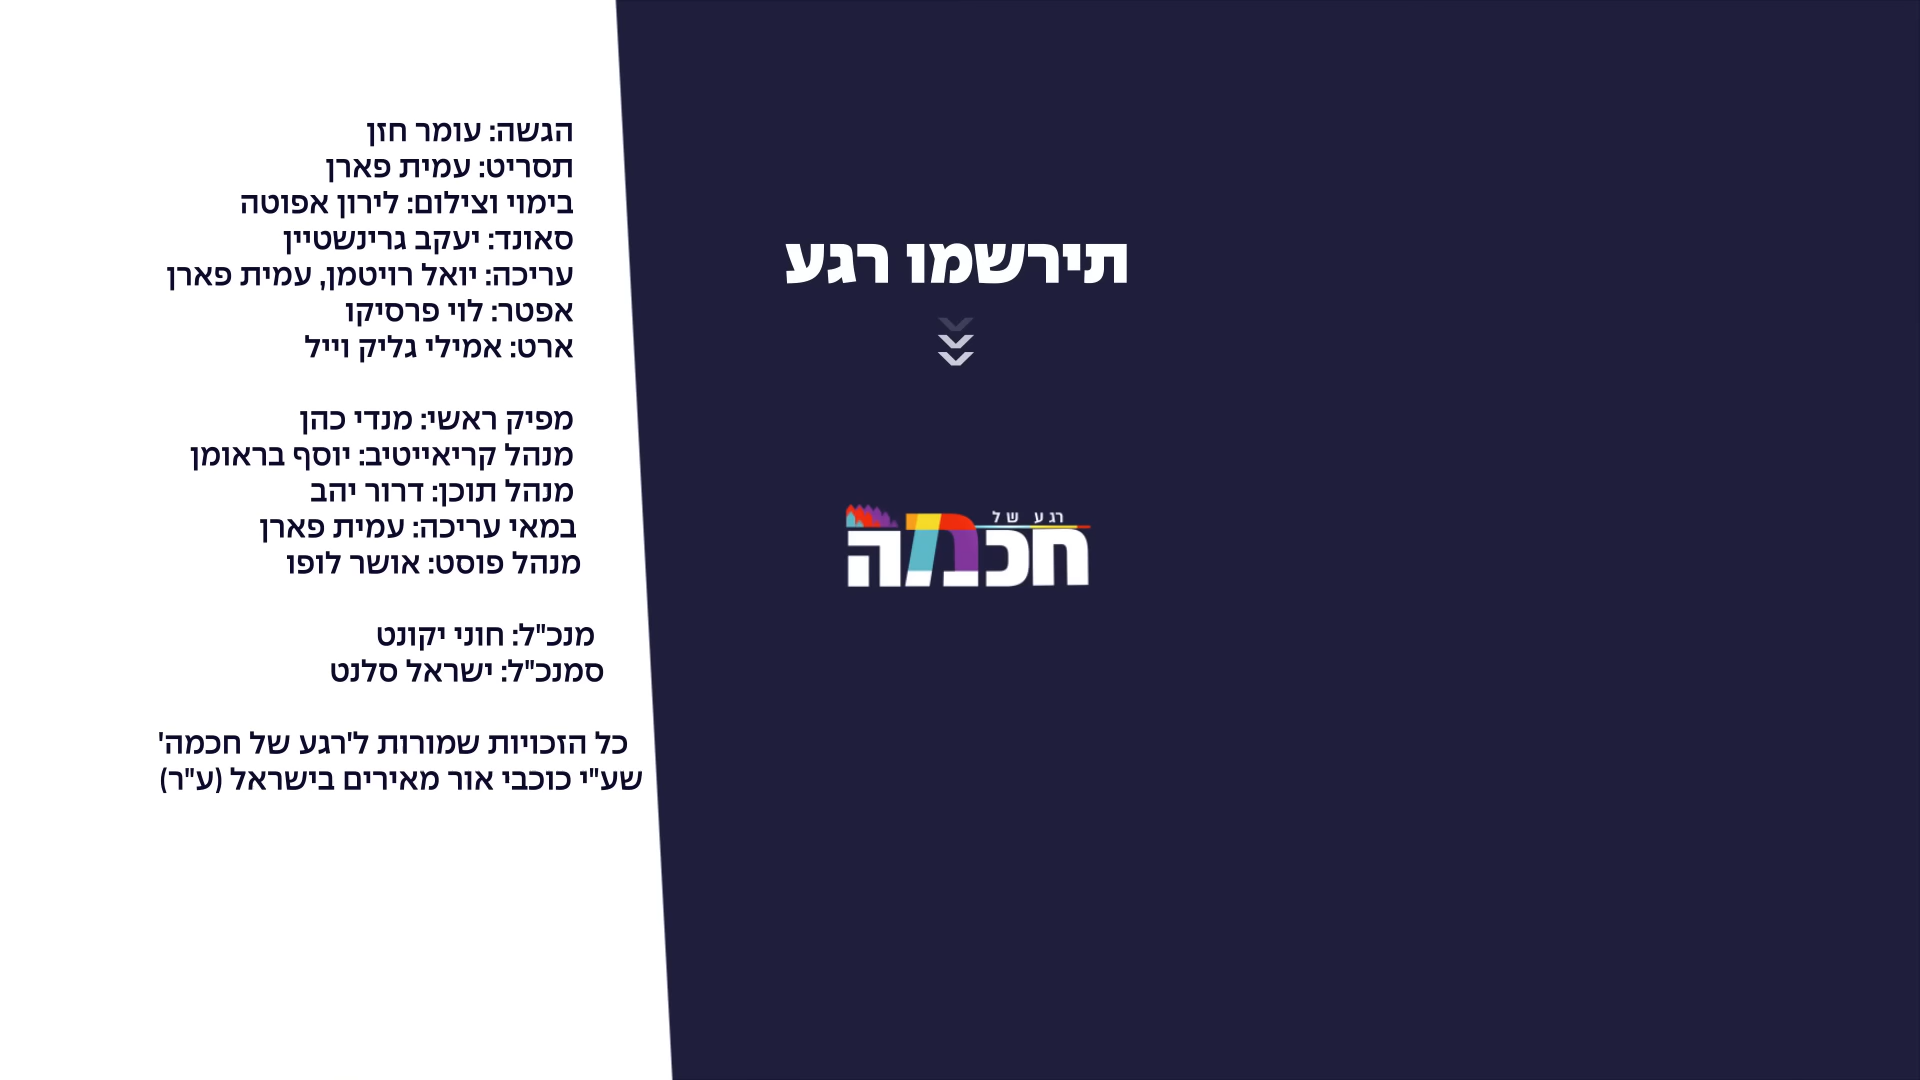 הגשה: עומר חזן
תסריט: עמית פארן
בימוי וצילום: לירון אפוטה
סאונד: יעקב גרינשטיין
עריכה: יואל רויטמן, עמית פארן
אפטר: לוי פרסיקו
ארט: אמילי גליק וייל
מפיק ראשי: מנדי כהן
מנהל קריאייטיב: יוסף בראומן
מנהל תוכן: דרור יהב
במאי עריכה: עמית פארן
מנהל פוסט: אושר לופו
מנכ"ל: חוני יקונט
סמנכ"ל: ישראל סלנט
כל הזכויות שמורות ל'רגע של חכמה'
שע"י כוכבי אור מאירים בישראל (ע"ר)
תירשמו רגע
רגע של
חכמה